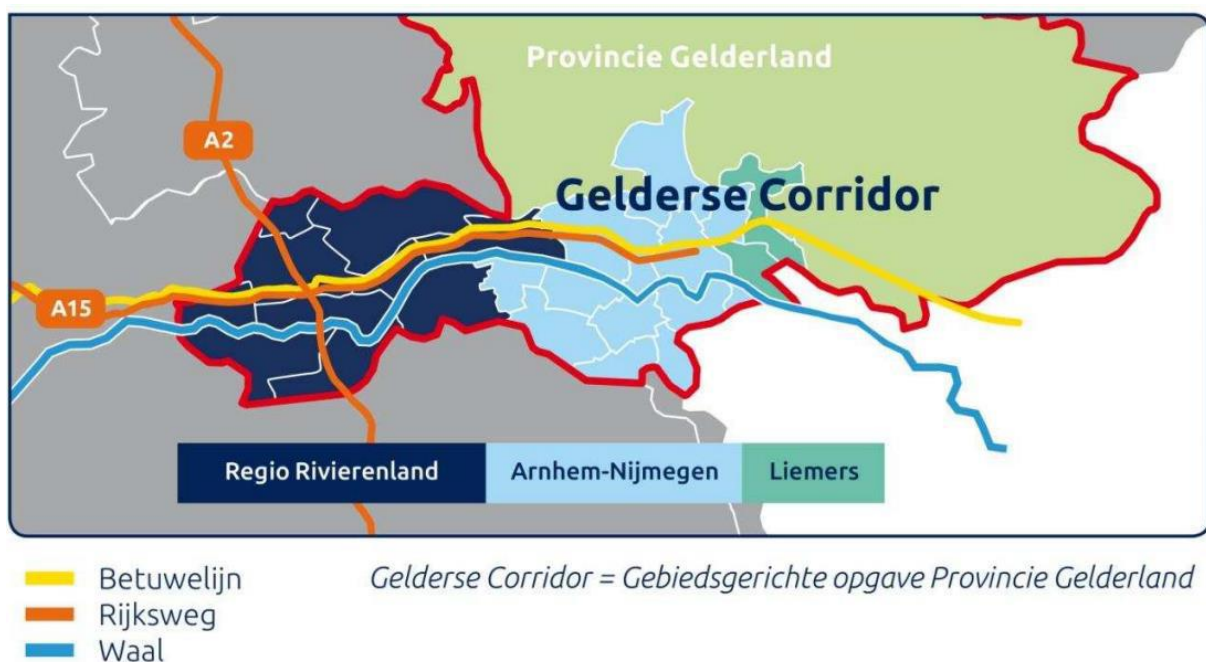 Provincie Gelderland
A2
Gelderse Corridor
A15
Regio Rivierenland
Arnhem-Nijmegen
Liemers
Betuwelijn
Gelderse Corridor = Gebiedsgerichte opgave Provincie Gelderland
Rijksweg
Waal